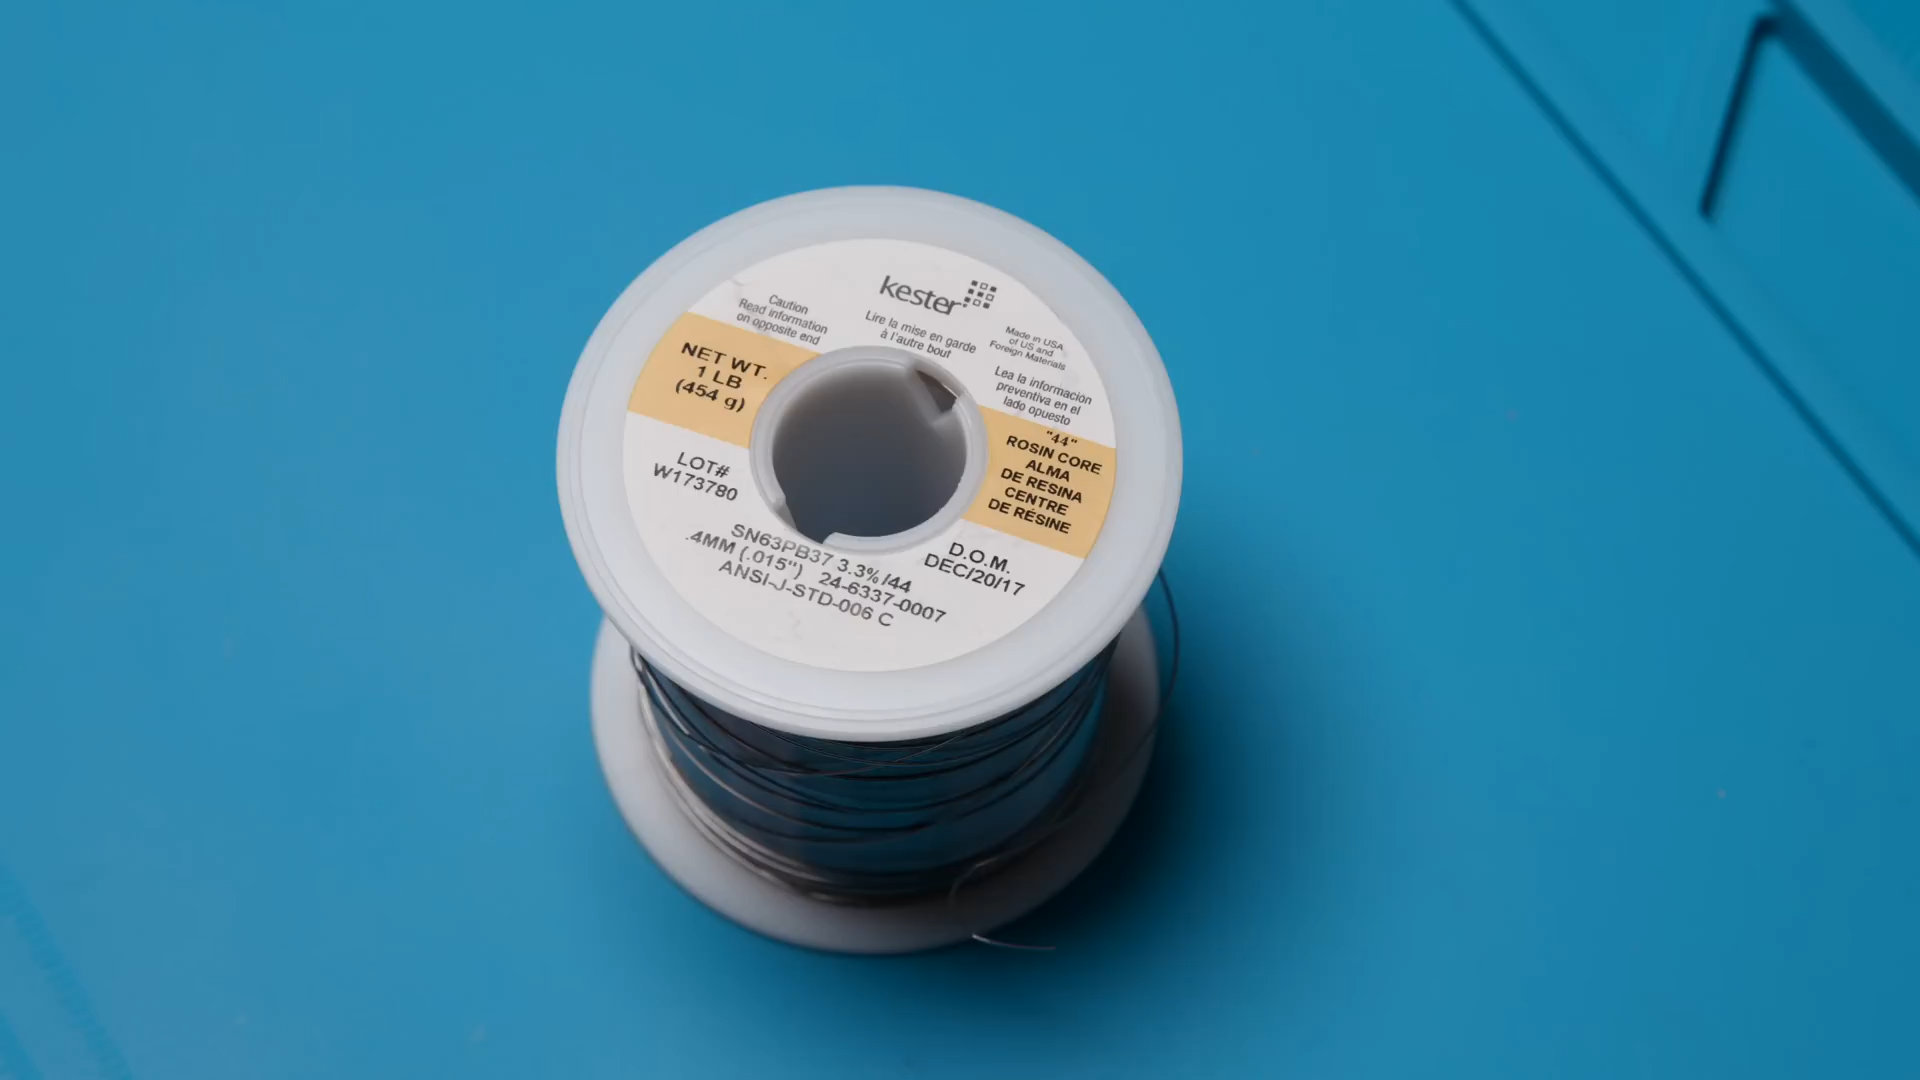 kester
Caution
Read information
on opposite end
Lire la mise en garde
à l'autre bout
Made in USA
of US and
Foreign Materials
Lea la información
preventiva en el
lado opuesto
NET WT.
1 LB
(454 g)
"44"
ROSIN CORE
ALMA
DE RESINA
CENTRE
DE RÉSINE
LOT#
W173780
D.O.M.
DEC/20/17
SN63PB37 3.3%/44
.4MM (.015") 24-6337-0007
ANSI-J-STD-006 C